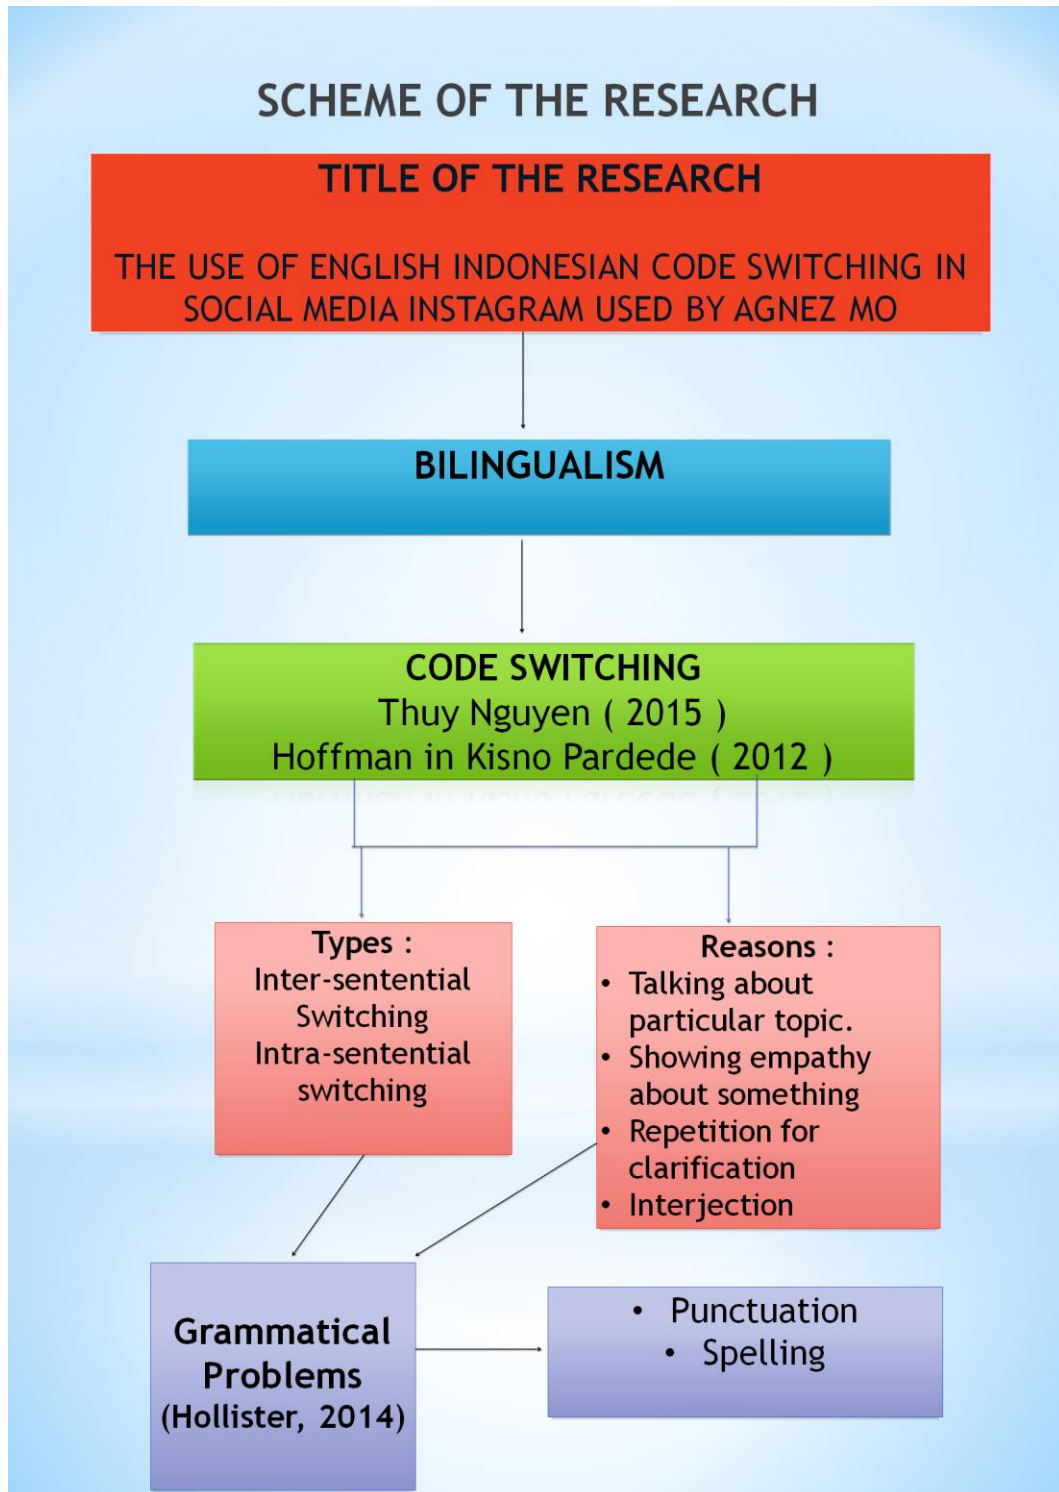 SCHEME OF THE RESEARCH
TITLE OF THE RESEARCH
THE USE OF ENGLISH INDONESIAN CODE SWITCHING IN
SOCIAL MEDIA INSTAGRAM USED BY AGNEZ MO
BILINGUALISM
CODE SWITCHING
Thuy Nguyen ( 2015 )
Hoffman in Kisno Pardede ( 2012 )
Types :
Inter-sentential
Switching
Intra-sentential
switching
Reasons :
• Talking about
particular topic.
• Showing empathy
about something
• Repetition for
clarification
• Interjection
Grammatical
Problems
(Hollister, 2014)
• Punctuation
• Spelling